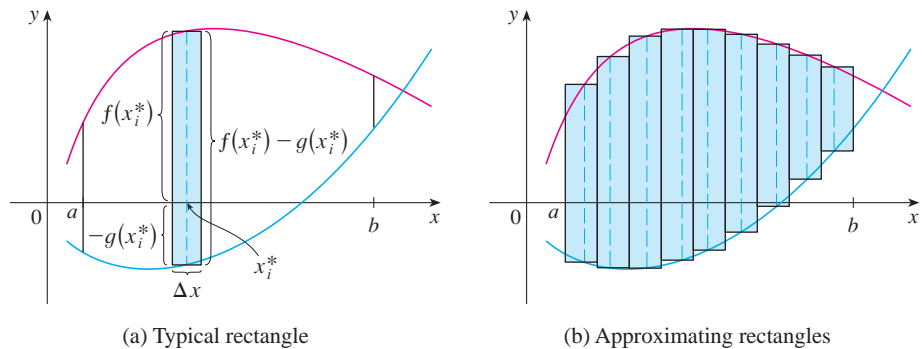 y
f(x_i^*)
f(x_i^*) − g(x_i^*)
0
a
b
x
−g(x_i^*)
x_i^*
Δx
(a) Typical rectangle
y
0
a
b
x
(b) Approximating rectangles